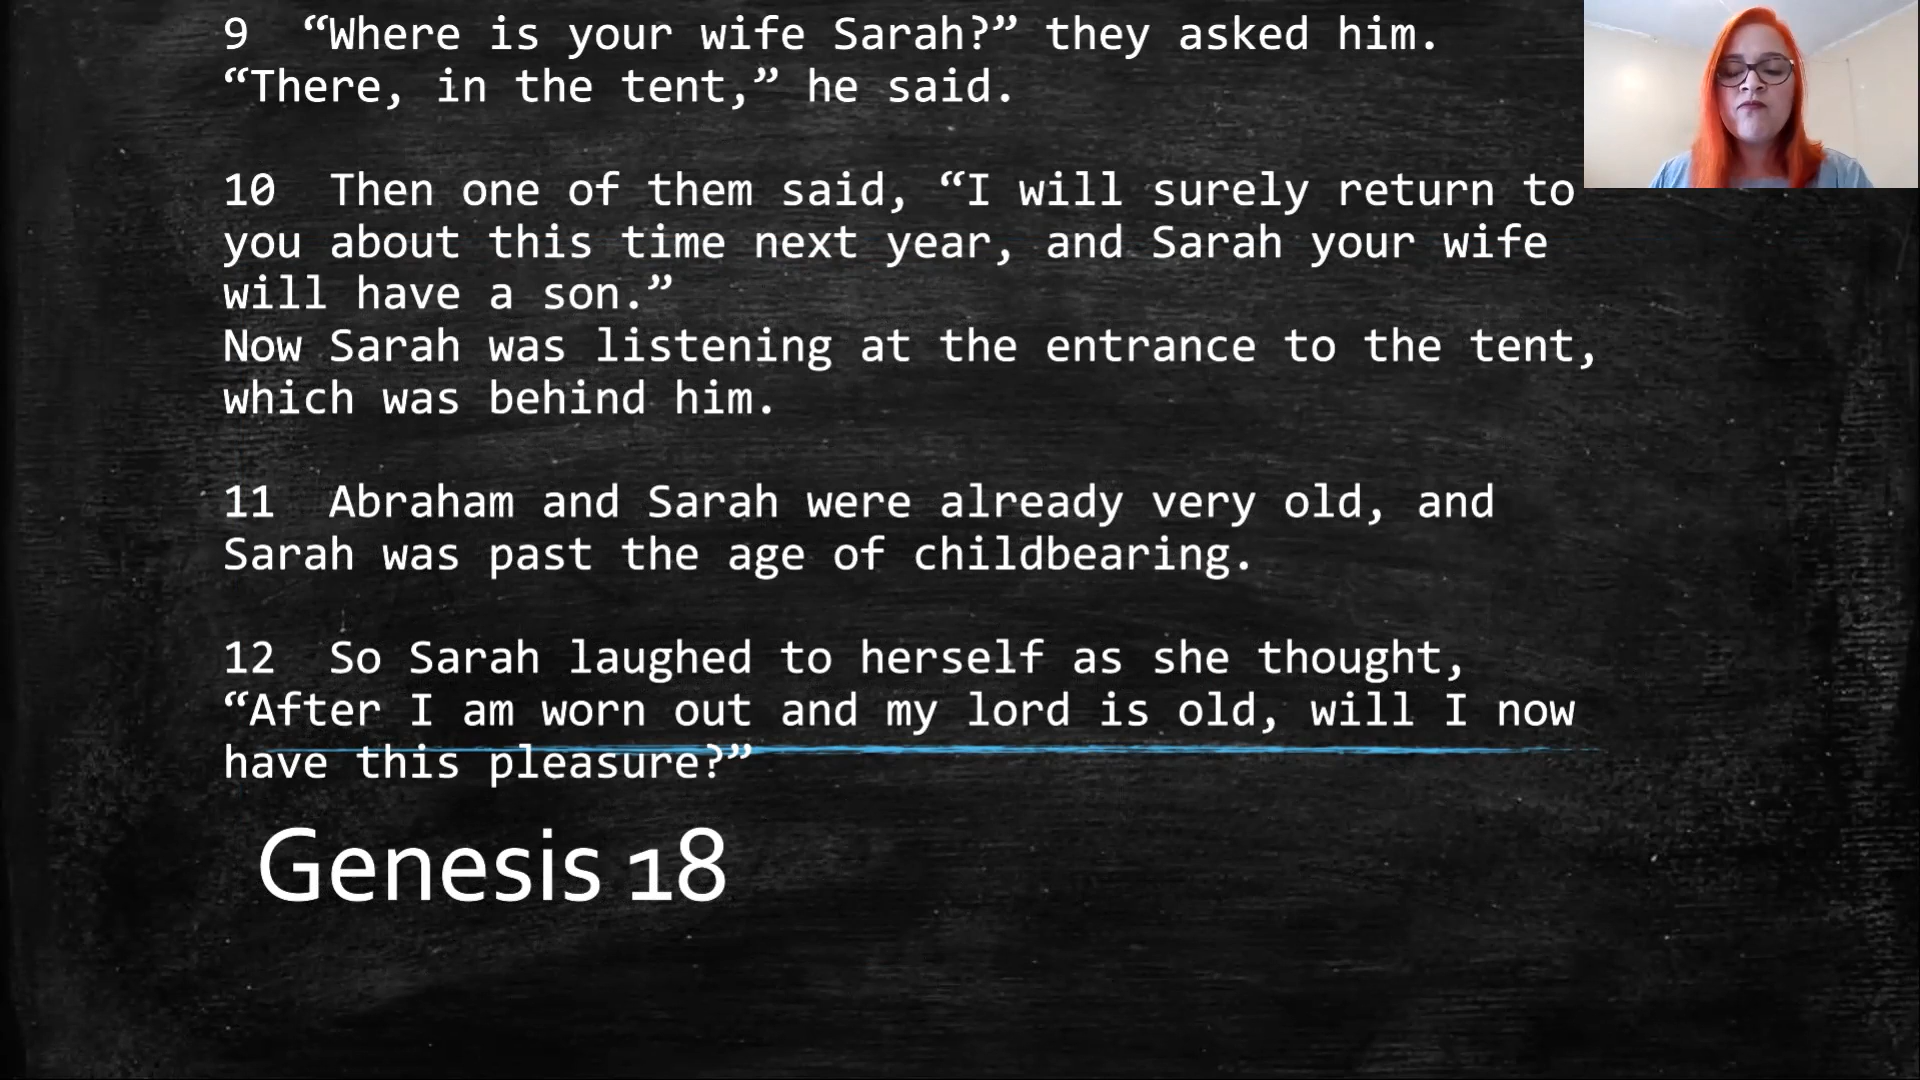 9  “Where is your wife Sarah?” they asked him.
“There, in the tent,” he said.
10  Then one of them said, “I will surely return to
you about this time next year, and Sarah your wife
will have a son.”
Now Sarah was listening at the entrance to the tent,
which was behind him.
11  Abraham and Sarah were already very old, and
Sarah was past the age of childbearing.
12  So Sarah laughed to herself as she thought,
“After I am worn out and my lord is old, will I now
have this pleasure?”
Genesis 18